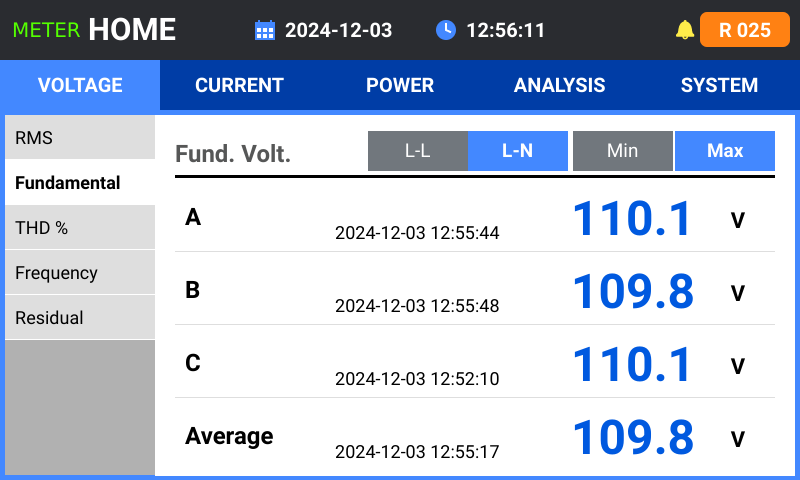 METER HOME 2024-12-03 12:56:11 R 025
VOLTAGE CURRENT POWER ANALYSIS SYSTEM
RMS
Fundamental
THD %
Frequency
Residual
Fund. Volt. L-L L-N Min Max
A 2024-12-03 12:55:44 110.1 V
B 2024-12-03 12:55:48 109.8 V
C 2024-12-03 12:52:10 110.1 V
Average 2024-12-03 12:55:17 109.8 V